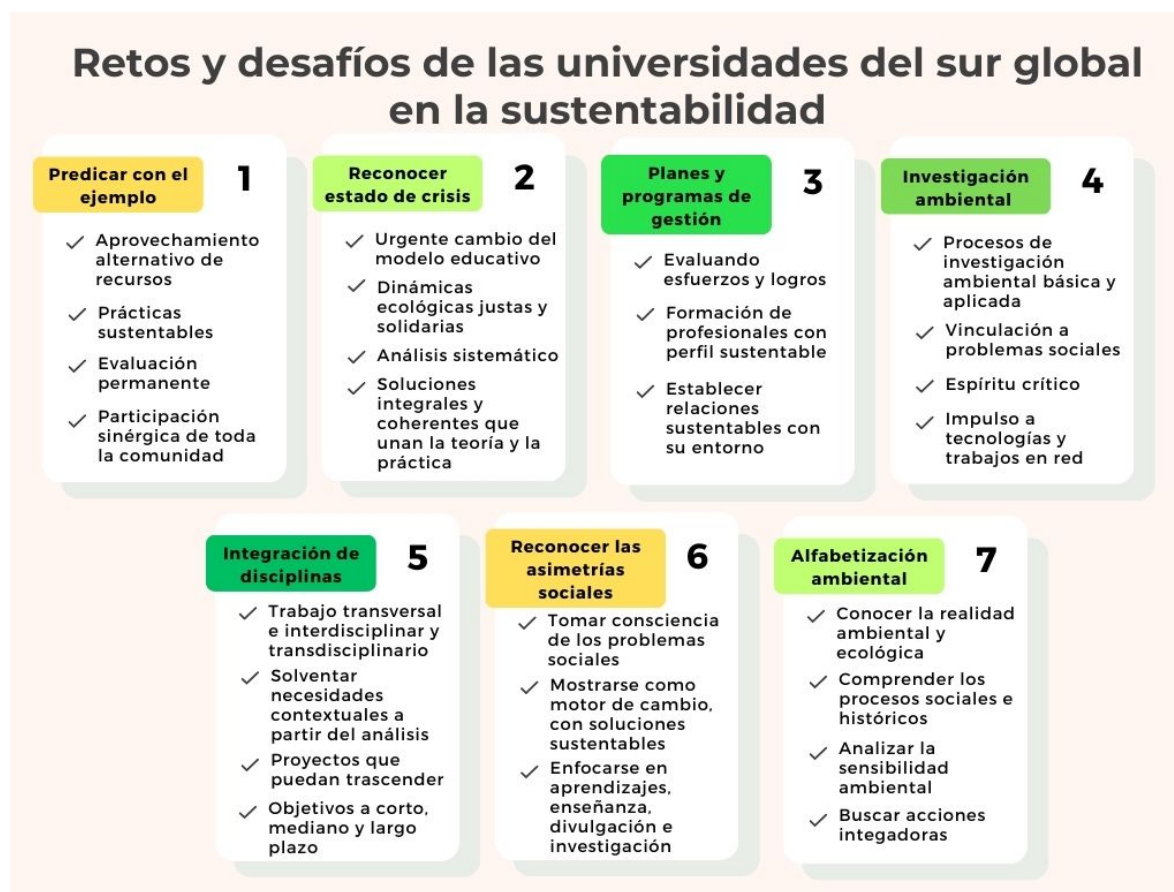 Retos y desafíos de las universidades del sur global
en la sustentabilidad
Predicar con el
ejemplo
1
Aprovechamiento
alternativo de
recursos
Prácticas
sustentables
Evaluación
permanente
Participación
sinérgica de toda
la comunidad
Reconocer
estado de crisis
2
Urgente cambio del
modelo educativo
Dinámicas
ecológicas justas y
solidarias
Análisis sistemático
Soluciones
integrales y
coherentes que
unan la teoría y la
práctica
Planes y
programas de
gestión
3
Evaluando
esfuerzos y logros
Formación de
profesionales con
perfil sustentable
Establecer
relaciones
sustentables con
su entorno
Investigación
ambiental
4
Procesos de
investigación
ambiental básica y
aplicada
Vinculación a
problemas sociales
Espíritu crítico
Impulso a
tecnologías y
trabajos en red
Integración de
disciplinas
5
Trabajo transversal
e interdisciplinar y
transdisciplinario
Solventar
necesidades
contextuales a
partir del análisis
Proyectos que
puedan trascender
Objetivos a corto,
mediano y largo
plazo
Reconocer las
asimetrías
sociales
6
Tomar consciencia
de los problemas
sociales
Mostrarse como
motor de cambio,
con soluciones
sustentables
Enfocarse en
aprendizajes,
enseñanza,
divulgación e
investigación
Alfabetización
ambiental
7
Conocer la realidad
ambiental y
ecológica
Comprender los
procesos sociales e
históricos
Analizar la
sensibilidad
ambiental
Buscar acciones
integadoras